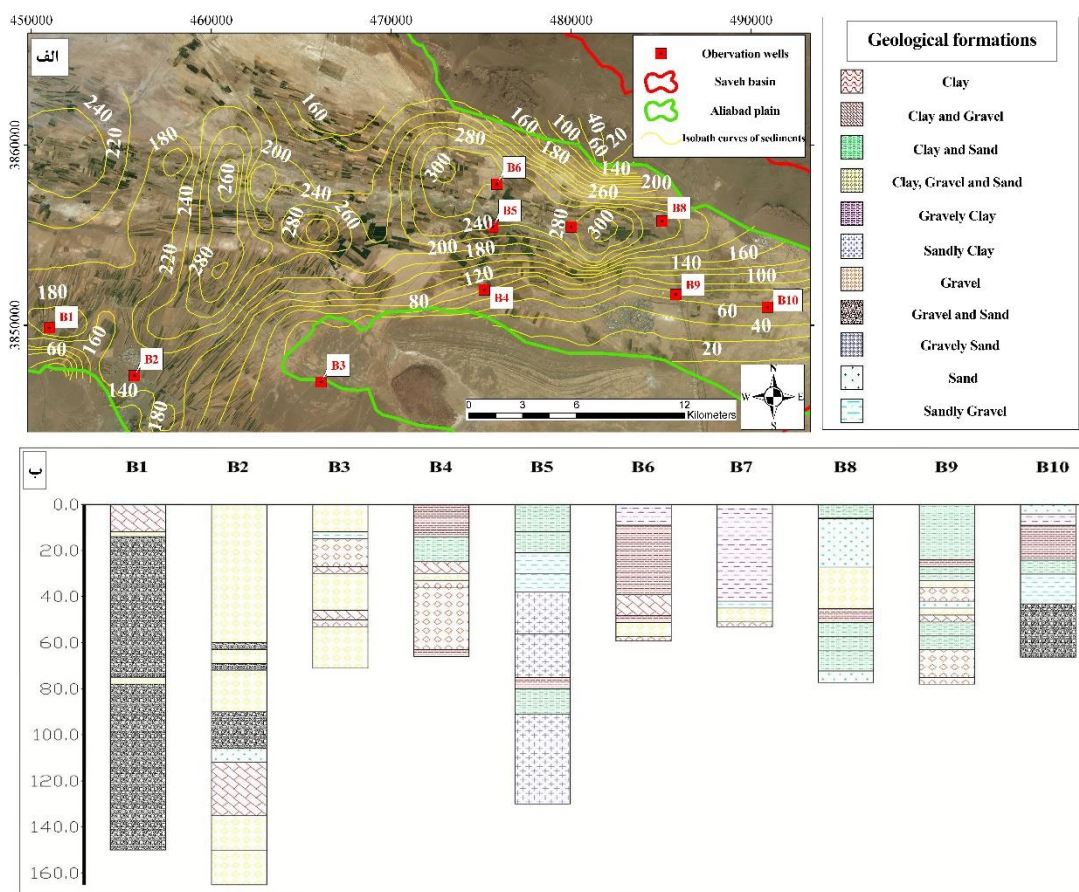 450000
460000
470000
480000
490000
الف
3860000
3850000
Obervation wells
Saveh basin
Aliabad plain
Isobath curves of sediments
240
220
180
200
160
280
160
100
40
60
20
180
140
200
260
300
240
260
280
260
240
220
280
240
200
180
120
80
280
300
160
140
100
60
40
20
180
60
160
140
180
B1
B2
B3
B4
B5
B6
B8
B9
B10
N
W
E
S
0
3
6
12
Kilometers
Geological formations
Clay
Clay and Gravel
Clay and Sand
Clay, Gravel and Sand
Gravely Clay
Sandly Clay
Gravel
Gravel and Sand
Gravely Sand
Sand
Sandly Gravel
ب
B1 B2 B3 B4 B5 B6 B7 B8 B9 B10
0.0
20.0
40.0
60.0
80.0
100.0
120.0
140.0
160.0